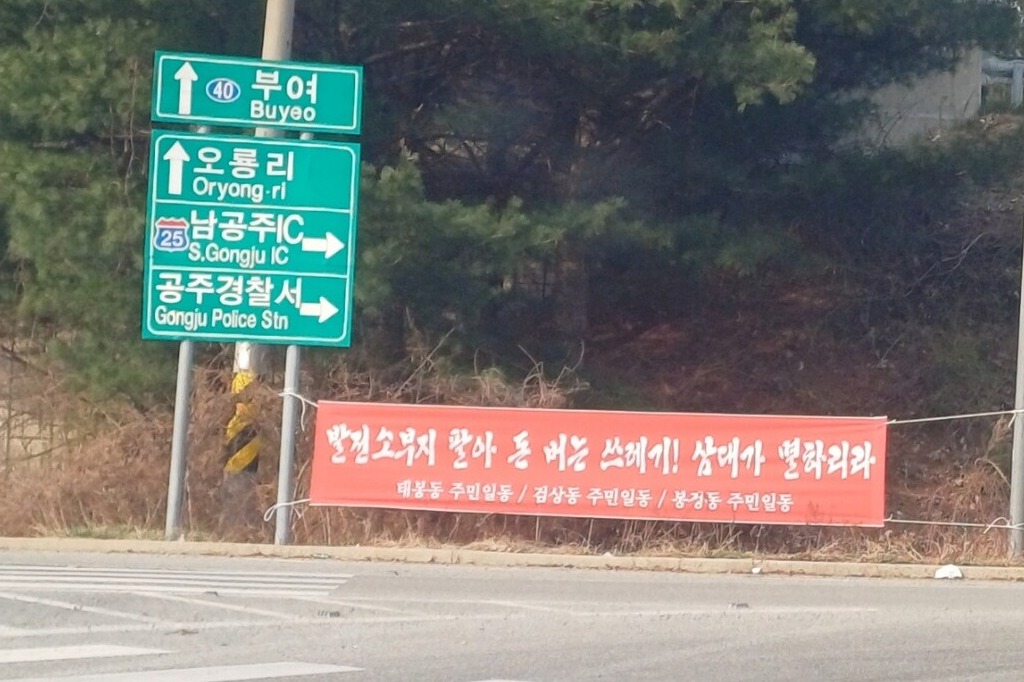 40 부여
Buyeo
오룡리
Oryong-ri
25 남공주IC
S.Gongju IC
공주경찰서
Gongju Police Stn
발전소부지 팔아 돈 버는 쓰레기! 삼대가 멸하리라
태봉동 주민일동 / 검상동 주민일동 / 봉정동 주민일동